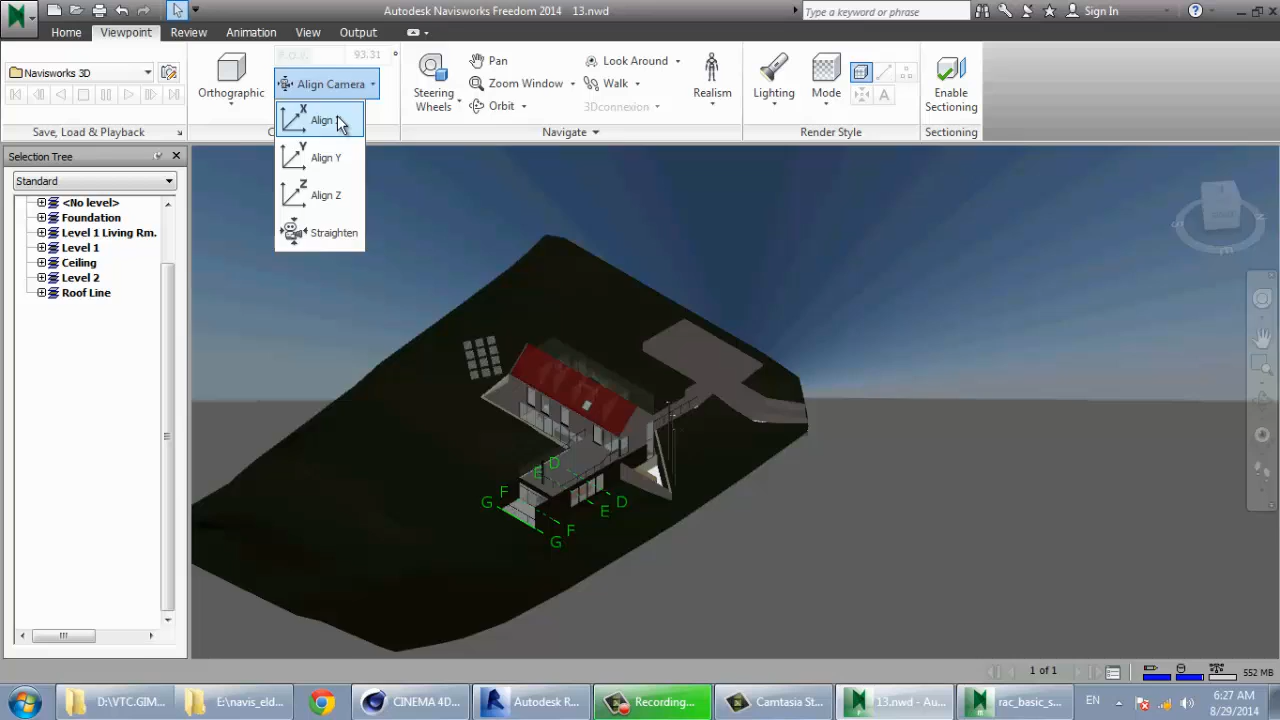 Autodesk Navisworks Freedom 2014 13.nwd
Type a keyword or phrase
Sign In
Home Viewpoint Review Animation View Output
Navisworks 3D
Save, Load & Playback
Orthographic
F.O.V. 93.31 °
Align Camera
Align
Align Y
Align Z
Straighten
Steering
Wheels
Pan
Zoom Window
Orbit
Look Around
Walk
3Dconnexion
Navigate
Realism
Lighting
Mode
Render Style
Enable
Sectioning
Sectioning
Selection Tree
Standard
<No level>
Foundation
Level 1 Living Rm.
Level 1
Ceiling
Level 2
Roof Line
D
E
F
G
D
E
F
G
1 of 1
552 MB
D:\VTC.GIM...
E:\navis_eld...
CINEMA 4D...
Autodesk R...
Recording...
Camtasia St...
13.nwd - Au...
rac_basic_s...
EN
6:27 AM
8/29/2014